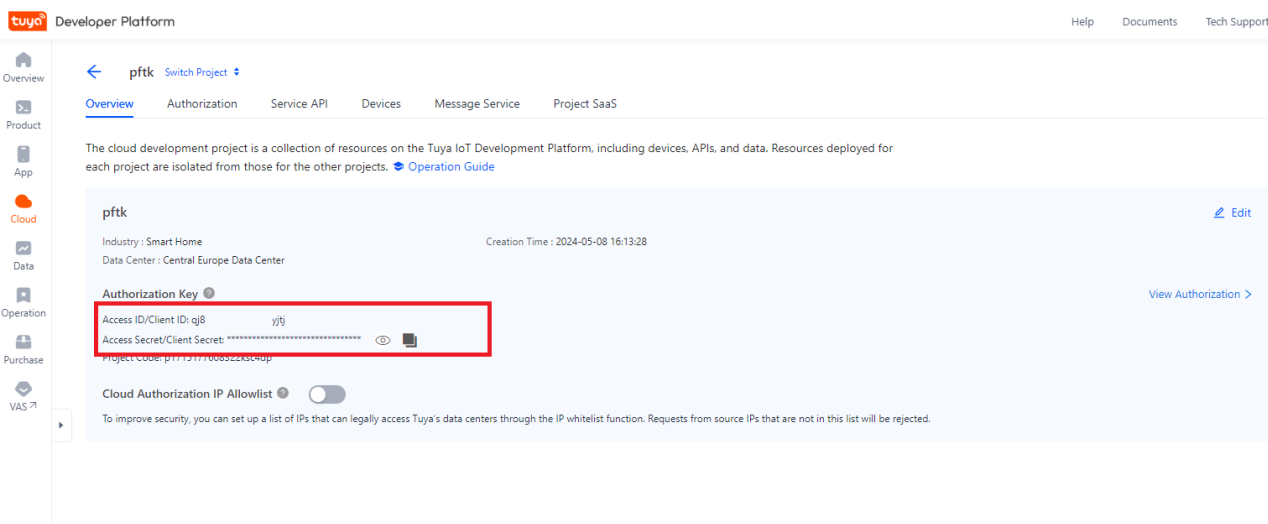 tuya Developer Platform
Help Documents Tech Support
Overview
Product
App
Cloud
Data
Operation
Purchase
VAS
pftk Switch Project
Overview Authorization Service API Devices Message Service Project SaaS
The cloud development project is a collection of resources on the Tuya IoT Development Platform, including devices, APIs, and data. Resources deployed for
each project are isolated from those for the other projects. Operation Guide
pftk
Edit
Industry : Smart Home Creation Time : 2024-05-08 16:13:28
Data Center : Central Europe Data Center
Authorization Key
View Authorization >
Access ID/Client ID: qj8 yjtj
Access Secret/Client Secret: ********************************
Project Code:
Cloud Authorization IP Allowlist
To improve security, you can set up a list of IPs that can legally access Tuya's data centers through the IP whitelist function. Requests from source IPs that are not in this list will be rejected.